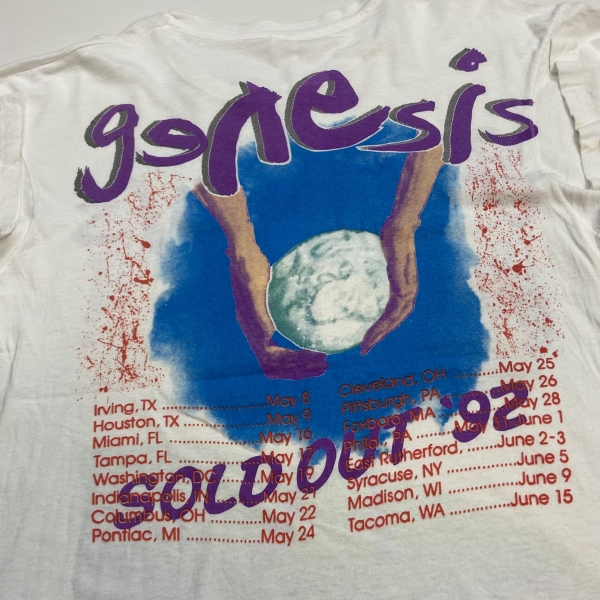 genesis
Irving, TX ................. May 8
Houston, TX ............. May 9
Miami, FL ................ May 16
Tampa, FL ............... May 17
Washington, DC ...... May 19
Indianapolis, IN ....... May 21
Columbus, OH ......... May 22
Pontiac, MI .............. May 24
Cleveland, OH .......... May 25
Pittsburgh, PA .......... May 26
Foxboro, MA ............ May 28
Phila., PA ........ May 31-June 1
East Rutherford, ...... June 2-3
Syracuse, NY ............ June 5
Madison, WI .............. June 9
Tacoma, WA ............ June 15
SOLD OUT '92